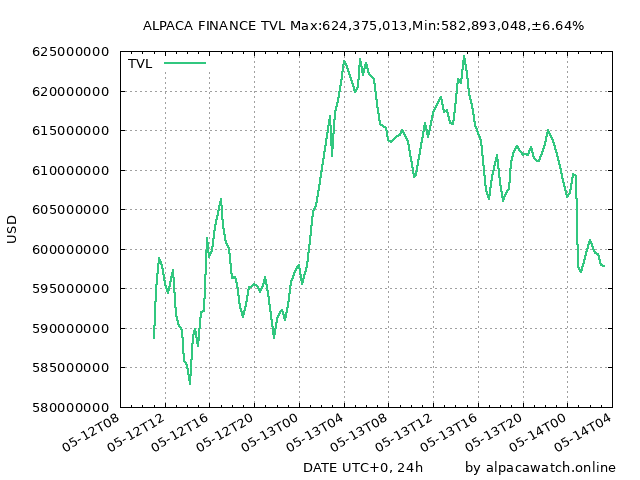 ALPACA FINANCE TVL Max:624,375,013,Min:582,893,048,±6.64%
625000000
TVL
620000000
615000000
610000000
605000000
USD
600000000
595000000
590000000
585000000
580000000
05-12T08
05-12T12
05-12T16
05-12T20
05-13T00
05-13T04
05-13T08
05-13T12
05-13T16
05-13T20
05-14T00
05-14T04
DATE UTC+0, 24h
by alpacawatch.online